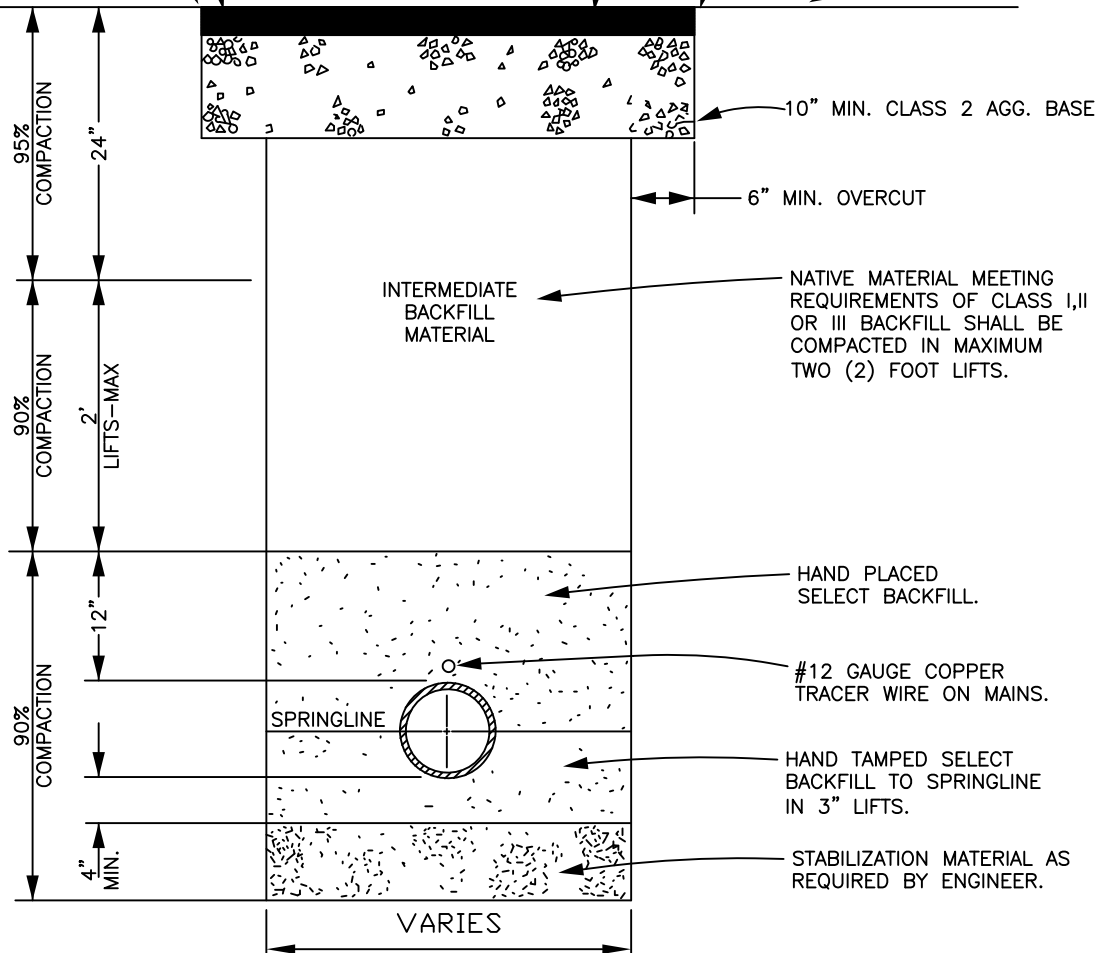 95%
COMPACTION
24"
10" MIN. CLASS 2 AGG. BASE
6" MIN. OVERCUT
INTERMEDIATE
BACKFILL
MATERIAL
NATIVE MATERIAL MEETING
REQUIREMENTS OF CLASS I,II
OR III BACKFILL SHALL BE
COMPACTED IN MAXIMUM
TWO (2) FOOT LIFTS.
90%
COMPACTION
2'
LIFTS-MAX
12"
HAND PLACED
SELECT BACKFILL.
#12 GAUGE COPPER
TRACER WIRE ON MAINS.
90%
COMPACTION
SPRINGLINE
HAND TAMPED SELECT
BACKFILL TO SPRINGLINE
IN 3" LIFTS.
4"
MIN.
STABILIZATION MATERIAL AS
REQUIRED BY ENGINEER.
VARIES